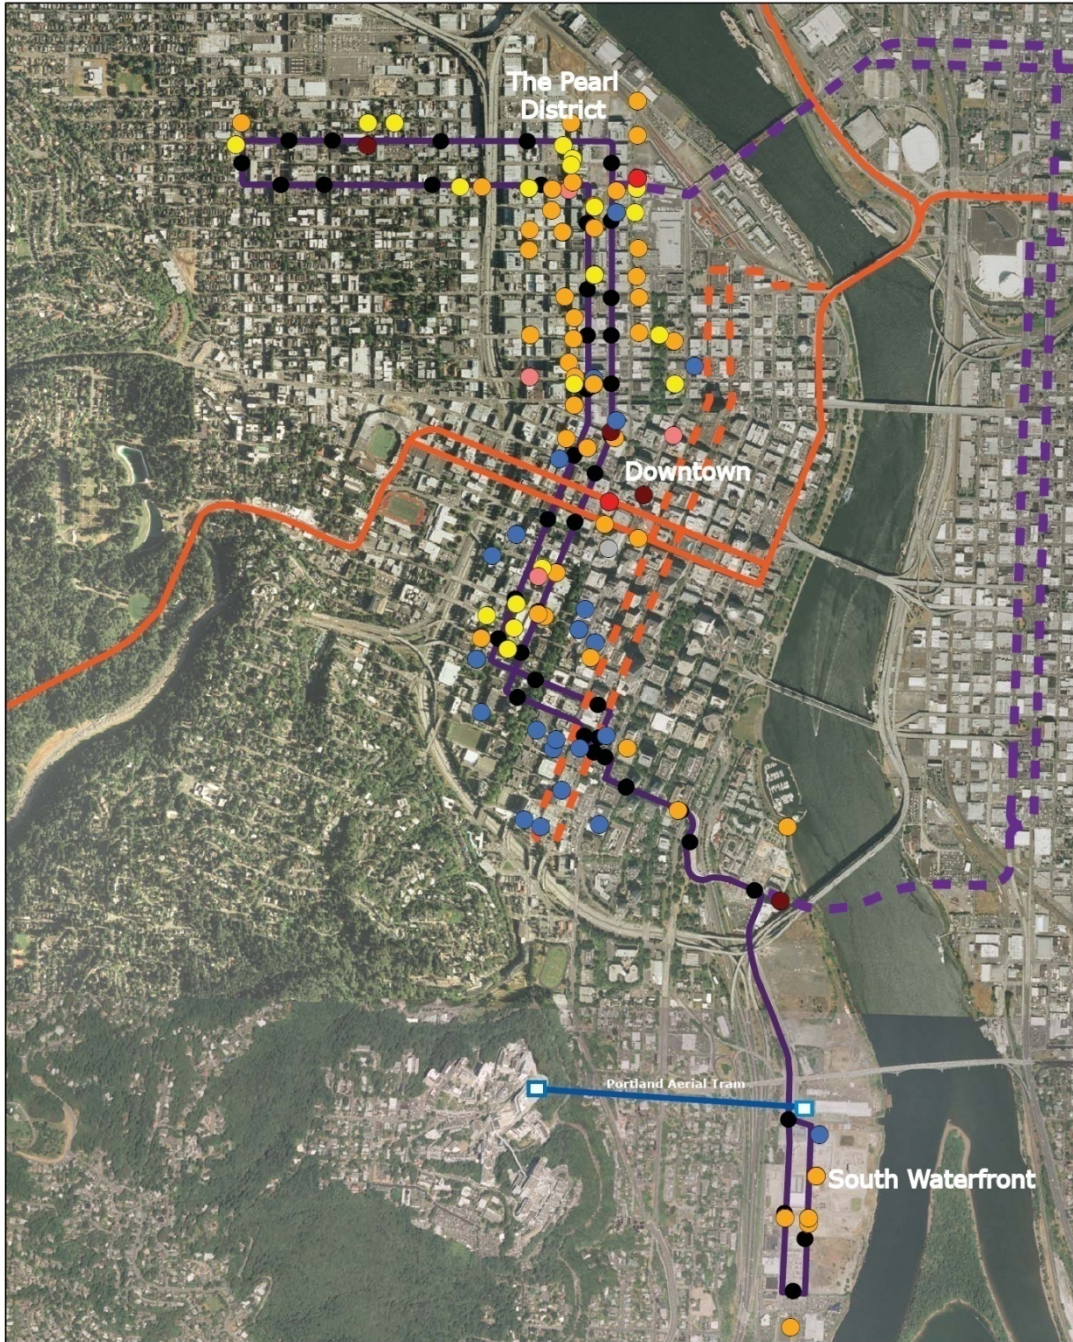 The Pearl
District
Downtown
Portland Aerial Tram
South Waterfront